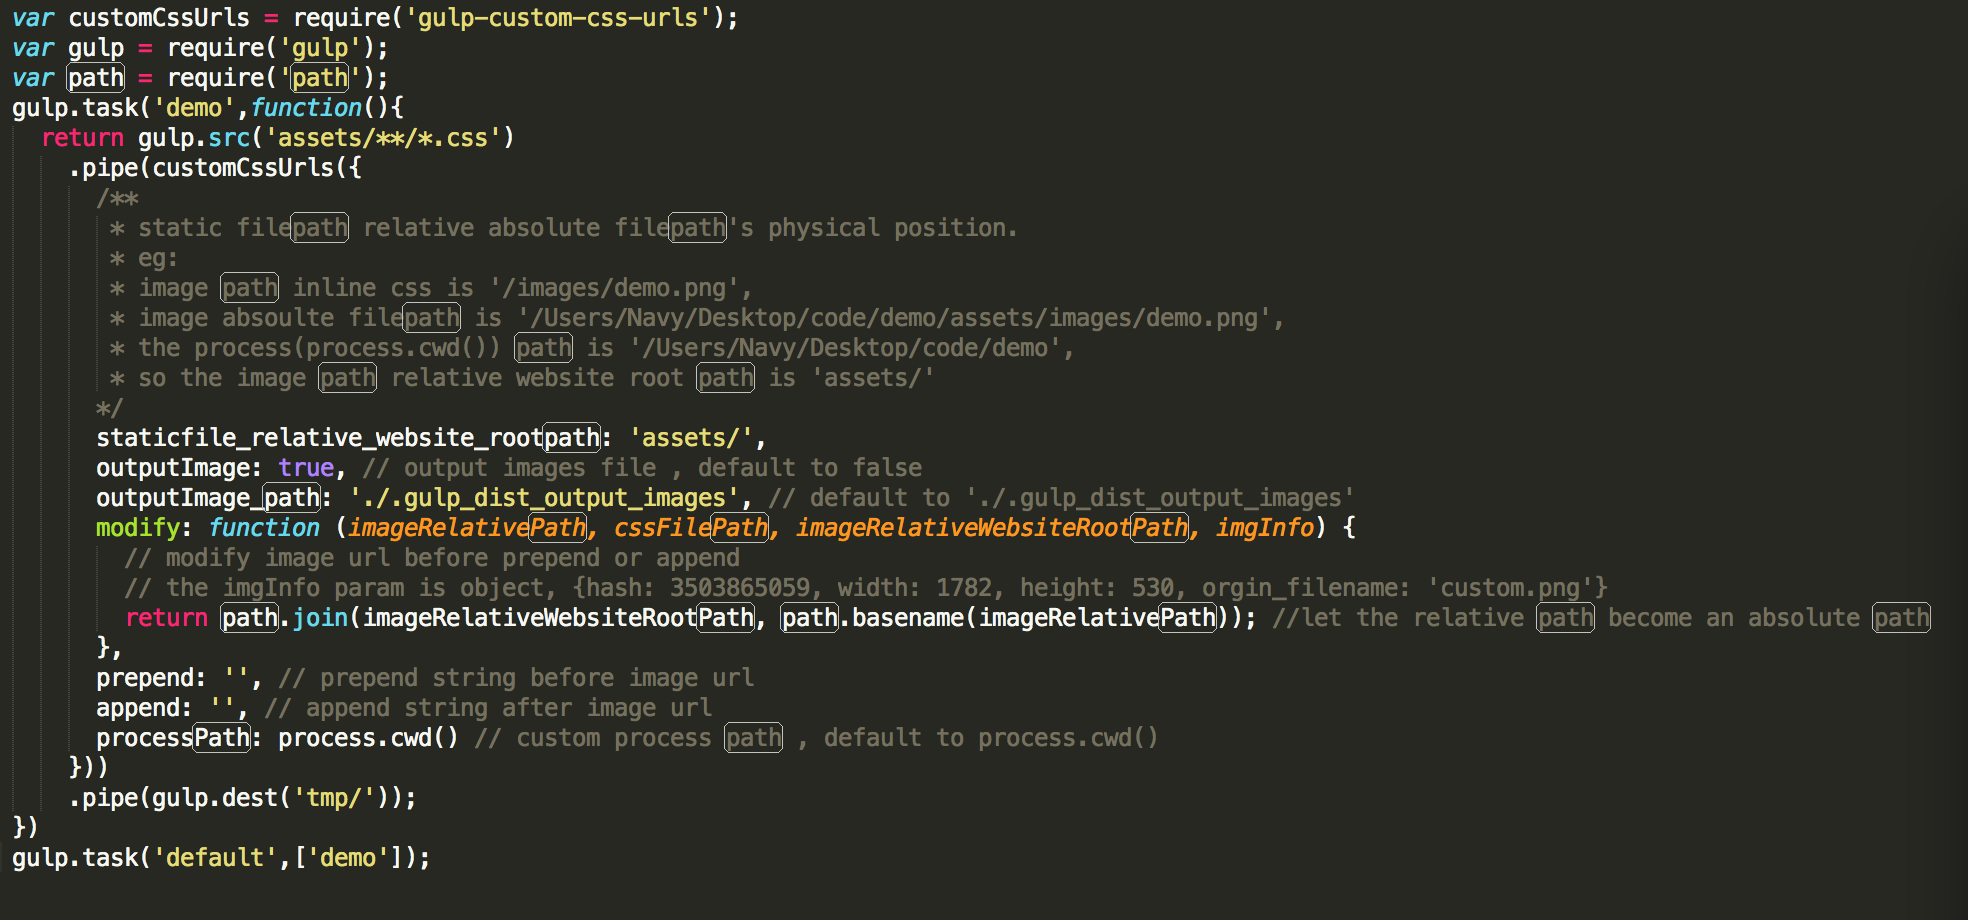 var customCssUrls = require('gulp-custom-css-urls');
var gulp = require('gulp');
var path = require('path');
gulp.task('demo',function(){
  return gulp.src('assets/**/*.css')
    .pipe(customCssUrls({
      /**
       * static filepath relative absolute filepath's physical position.
       * eg:
       * image path inline css is '/images/demo.png',
       * image absoulte filepath is '/Users/Navy/Desktop/code/demo/assets/images/demo.png',
       * the process(process.cwd()) path is '/Users/Navy/Desktop/code/demo',
       * so the image path relative website root path is 'assets/'
      */
      staticfile_relative_website_rootpath: 'assets/',
      outputImage: true, // output images file , default to false
      outputImage_path: './.gulp_dist_output_images', // default to './.gulp_dist_output_images'
      modify: function (imageRelativePath, cssFilePath, imageRelativeWebsiteRootPath, imgInfo) {
        // modify image url before prepend or append
        // the imgInfo param is object, {hash: 3503865059, width: 1782, height: 530, orgin_filename: 'custom.png'}
        return path.join(imageRelativeWebsiteRootPath, path.basename(imageRelativePath)); //let the relative path become an absolute path
      },
      prepend: '', // prepend string before image url
      append: '', // append string after image url
      processPath: process.cwd() // custom process path , default to process.cwd()
    }))
    .pipe(gulp.dest('tmp/'));
})
gulp.task('default',['demo']);